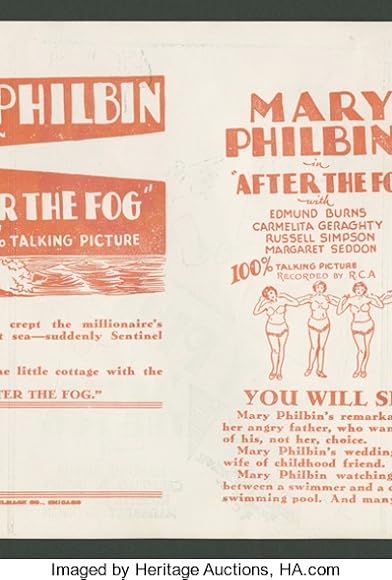 PHILBIN
R THE FOG"
% TALKING PICTURE
crept the millionaire's
t sea—suddenly Sentinel
ne little cottage with the
TER THE FOG."
CHICAGO
MARY
PHILBIN
in
"AFTER THE FO
with
EDMUND BURNS
CARMELITA GERAGHTY
RUSSELL SIMPSON
MARGARET SEDDON
100% TALKING PICTURE
RECORDED BY R.C.A
YOU WILL S
Mary Philbin's remarka
her angry father, who wan
of his, not her, choice.
Mary Philbin's wedding
wife of childhood friend.
Mary Philbin watching
between a swimmer and a
swimming pool. And many
Imaged by Heritage Auctions, HA.com